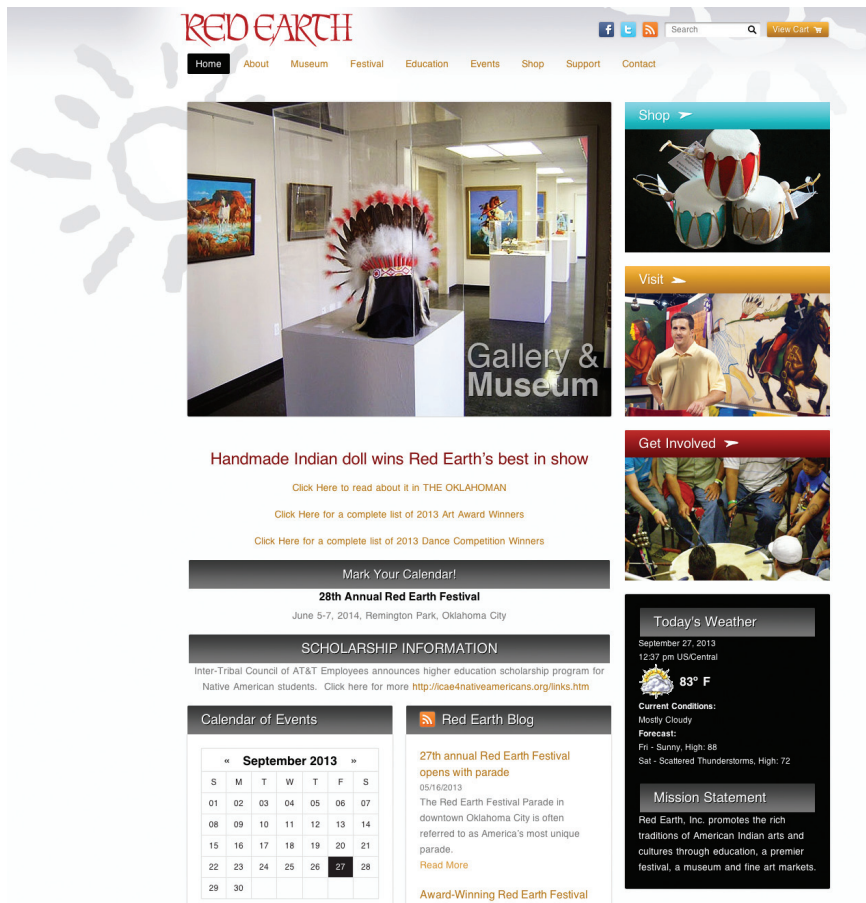 RED EARTH
Search
View Cart
Home About Museum Festival Education Events Shop Support Contact
Gallery &
Museum
Shop
Visit
Get Involved
Handmade Indian doll wins Red Earth's best in show
Click Here to read about it in THE OKLAHOMAN
Click Here for a complete list of 2013 Art Award Winners
Click Here for a complete list of 2013 Dance Competition Winners
Mark Your Calendar!
28th Annual Red Earth Festival
June 5-7, 2014, Remington Park, Oklahoma City
SCHOLARSHIP INFORMATION
Inter-Tribal Council of AT&T Employees announces higher education scholarship program for
Native American students. Click here for more http://icae4nativeamericans.org/links.htm
Calendar of Events
« September 2013 »
S M T W T F S
01 02 03 04 05 06 07
08 09 10 11 12 13 14
15 16 17 18 19 20 21
22 23 24 25 26 27 28
29 30
Red Earth Blog
27th annual Red Earth Festival
opens with parade
05/16/2013
The Red Earth Festival Parade in
downtown Oklahoma City is often
referred to as America's most unique
parade.
Read More
Award-Winning Red Earth Festival
Today's Weather
September 27, 2013
12:37 pm US/Central
83º F
Current Conditions:
Mostly Cloudy
Forecast:
Fri - Sunny, High: 88
Sat - Scattered Thunderstorms, High: 72
Mission Statement
Red Earth, Inc. promotes the rich
traditions of American Indian arts and
cultures through education, a premier
festival, a museum and fine art markets.